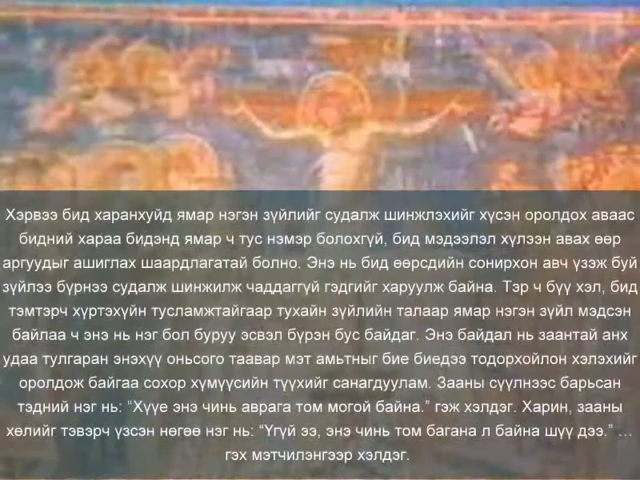 Хэрвээ бид харанхуйд ямар нэгэн зүйлийг судалж шинжлэхийг хүсэн оролдох аваас
бидний хараа бидэнд ямар ч тус нэмэр болохгүй, бид мэдээлэл хүлээн авах өөр
аргуудыг ашиглах шаардлагатай болно. Энэ нь бид өөрсдийн сонирхон авч үзэж буй
зүйлээ бүрнээ судалж шинжилж чаддаггүй гэдгийг харуулж байна. Тэр ч бүү хэл, бид
тэмтэрч хүртэхүйн тусламжтайгаар тухайн зүйлийн талаар ямар нэгэн зүйл мэдсэн
байлаа ч энэ нь нэг бол буруу эсвэл бүрэн бус байдаг. Энэ байдал нь заантай анх
удаа тулгаран энэхүү оньсого таавар мэт амьтныг бие биедээ тодорхойлон хэлэхийг
оролдож байгаа сохор хүмүүсийн түүхийг санагдуулам. Зааны сүүлнээс барьсан
тэдний нэг нь: “Хүүе энэ чинь аврага том могой байна.” гэж хэлдэг. Харин, зааны
хөлийг тэвэрч үзсэн нөгөө нэг нь: “Үгүй ээ, энэ чинь том багана л байна шүү дээ.” …
гэх мэтчилэнгээр хэлдэг.